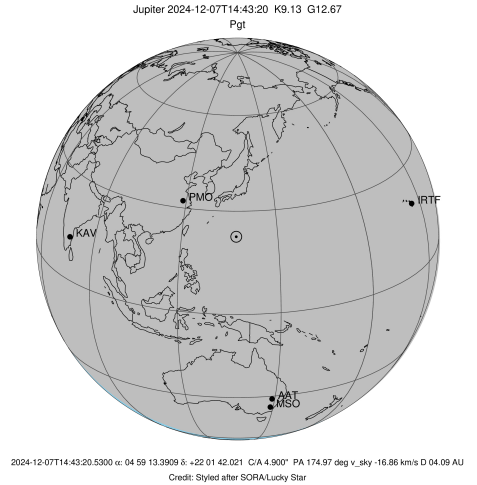 Jupiter 2024-12-07T14:43:20 K9.13 G12.67
Pgt
PMO
IRTF
KAV
AAT
MSO
2024-12-07T14:43:20.5300 α: 04 59 13.3909 δ: +22 01 42.021 C/A 4.900" PA 174.97 deg v_sky -16.86 km/s D 04.09 AU
Credit: Styled after SORA/Lucky Star